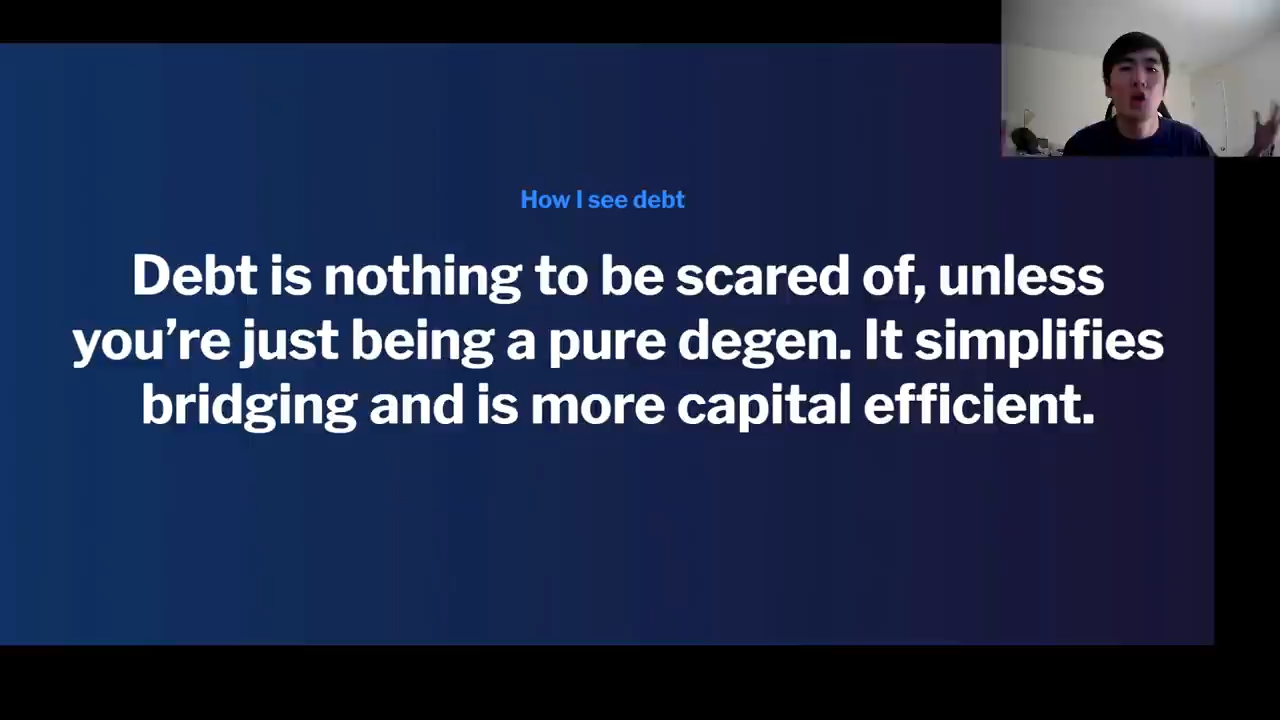 How I see debt
Debt is nothing to be scared of, unless
you’re just being a pure degen. It simplifies
bridging and is more capital efficient.